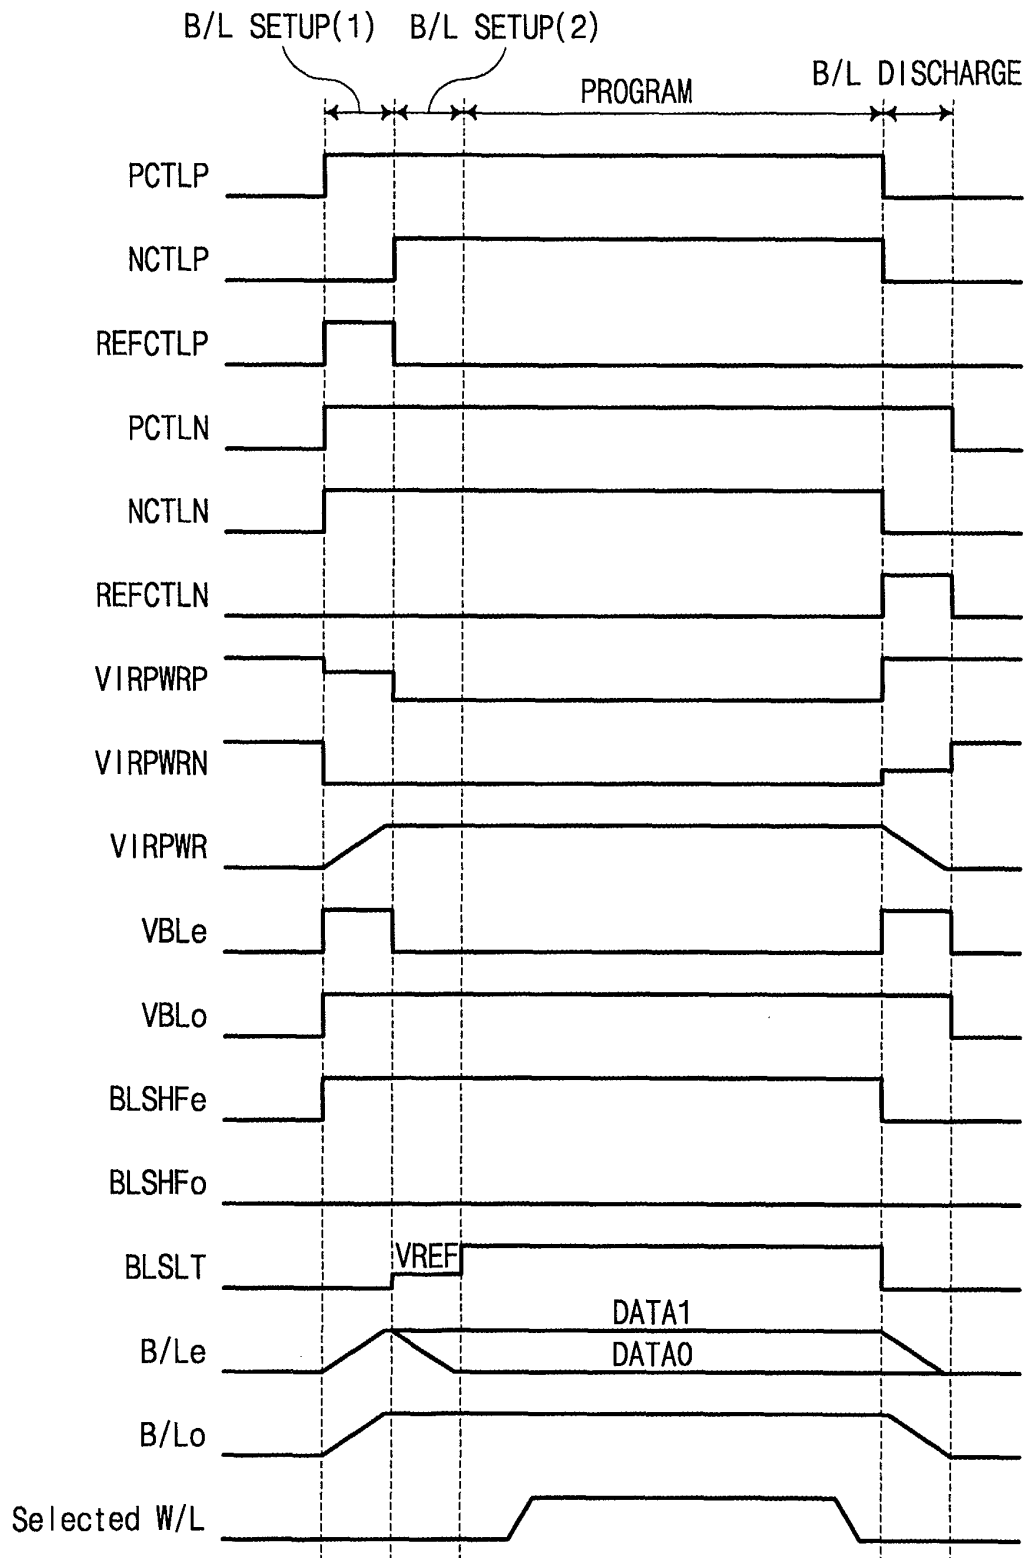 B/L SETUP(1) B/L SETUP(2)
B/L DISCHARGE
PROGRAM
PCTLP
NCTLP
REFCTLP
PCTLN
NCTLN
REFCTLN
VIRPWRP
VIRPWRN
VIRPWR
VBLe
VBLo
BLSHFe
BLSHFo
BLSLT VREF
DATA1
B/Le DATA0
B/Lo
Selected W/L